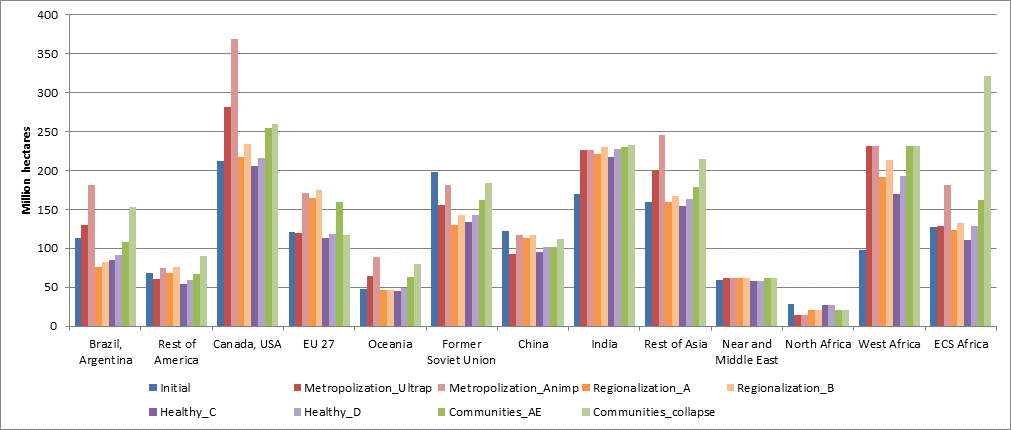 400
350
300
250
200
150
100
50
0
Million hectares
Brazil, Argentina
Rest of America
Canada, USA
EU 27
Oceania
Former Soviet Union
China
India
Rest of Asia
Near and Middle East
North Africa
West Africa
ECS Africa
Initial
Metropolization_Ultrap
Metropolization_Animp
Regionalization_A
Regionalization_B
Healthy_C
Healthy_D
Communities_AE
Communities_collapse